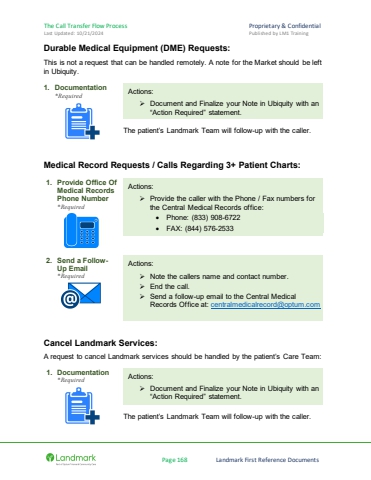 The Call Transfer Flow Process
Proprietary & Confidential
Last Updated: 10/21/2024
Published by LMS Training
Durable Medical Equipment (DME) Requests:
This is not a request that can be handled remotely. A note for the Market should be left
in Ubiquity.
1. Documentation
*Required
Actions:
➢ Document and Finalize your Note in Ubiquity with an
“Action Required” statement.
The patient’s Landmark Team will follow-up with the caller.
Medical Record Requests / Calls Regarding 3+ Patient Charts:
1. Provide Office Of
Medical Records
Phone Number
*Required
Actions:
➢ Provide the caller with the Phone / Fax numbers for
the Central Medical Records office:
• Phone: (833) 908-6722
• FAX: (844) 576-2533
2. Send a Follow-
Up Email
*Required
@
Actions:
➢ Note the callers name and contact number.
➢ End the call.
➢ Send a follow-up email to the Central Medical
Records Office at: centralmedicalrecord@optum.com
Cancel Landmark Services:
A request to cancel Landmark services should be handled by the patient’s Care Team:
1. Documentation
*Required
Actions:
➢ Document and Finalize your Note in Ubiquity with an
“Action Required” statement.
The patient’s Landmark Team will follow-up with the caller.
Landmark
Page 168
Landmark First Reference Documents